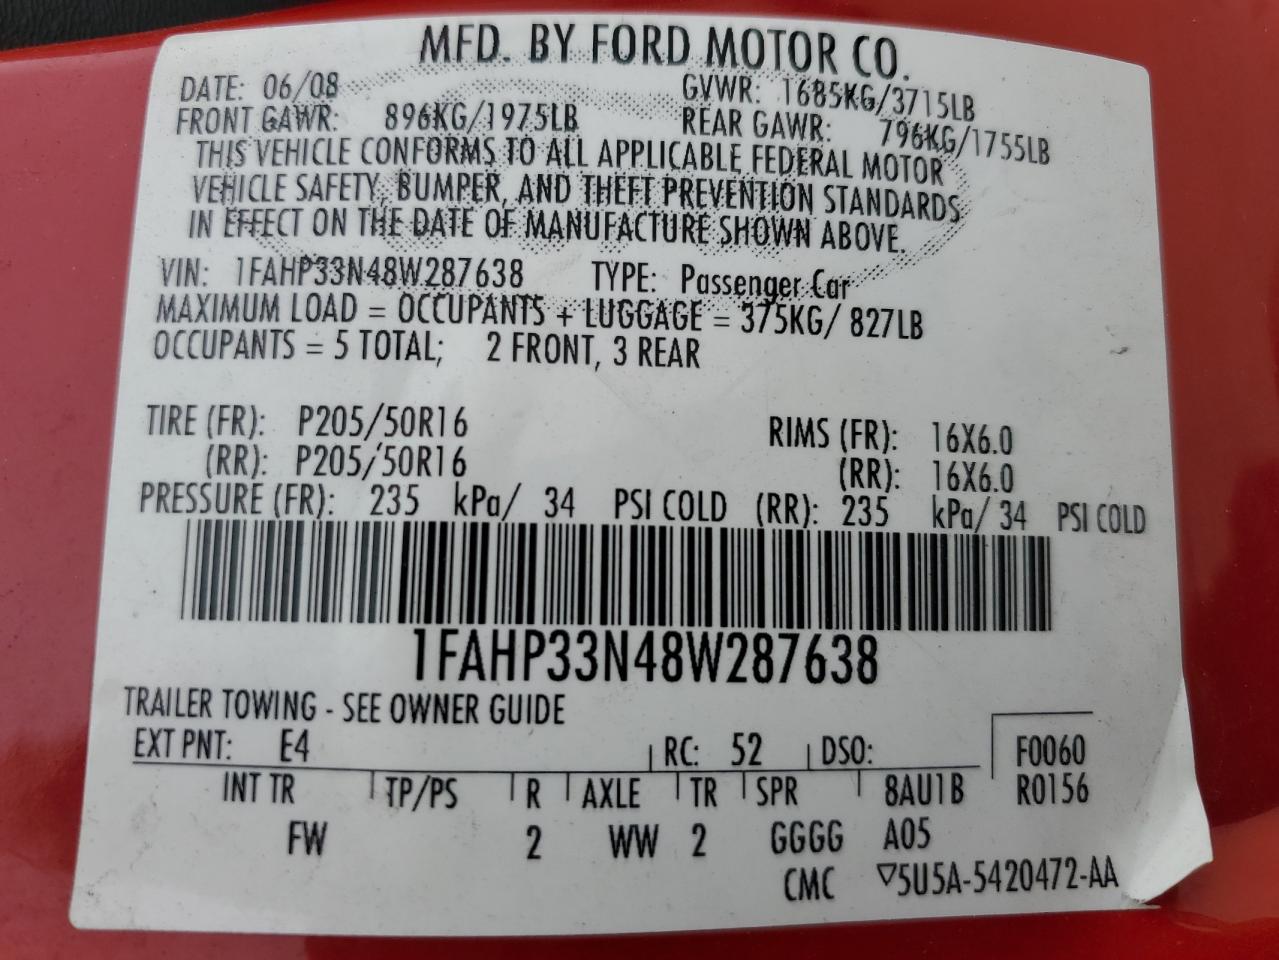 MFD. BY FORD MOTOR CO.
DATE: 06/08 GVWR: 1685KG/3715LB
FRONT GAWR: 896KG/1975LB REAR GAWR: 796KG/1755LB
THIS VEHICLE CONFORMS TO ALL APPLICABLE FEDERAL MOTOR
VEHICLE SAFETY, BUMPER, AND THEFT PREVENTION STANDARDS
IN EFFECT ON THE DATE OF MANUFACTURE SHOWN ABOVE.
VIN: 1FAHP33N48W287638 TYPE: Passenger Car
MAXIMUM LOAD = OCCUPANTS + LUGGAGE = 375KG/ 827LB
OCCUPANTS = 5 TOTAL; 2 FRONT, 3 REAR
TIRE (FR): P205/50R16 RIMS (FR): 16X6.0
(RR): P205/50R16 (RR): 16X6.0
PRESSURE (FR): 235 kPa/ 34 PSI COLD (RR): 235 kPa/ 34 PSI COLD
1FAHP33N48W287638
TRAILER TOWING - SEE OWNER GUIDE
EXT PNT: E4 RC: 52 DSO: F0060
INT TR TP/PS R AXLE TR SPR 8AU1B R0156
FW 2 WW 2 GGGG A05
CMC ▽5U5A-5420472-AA